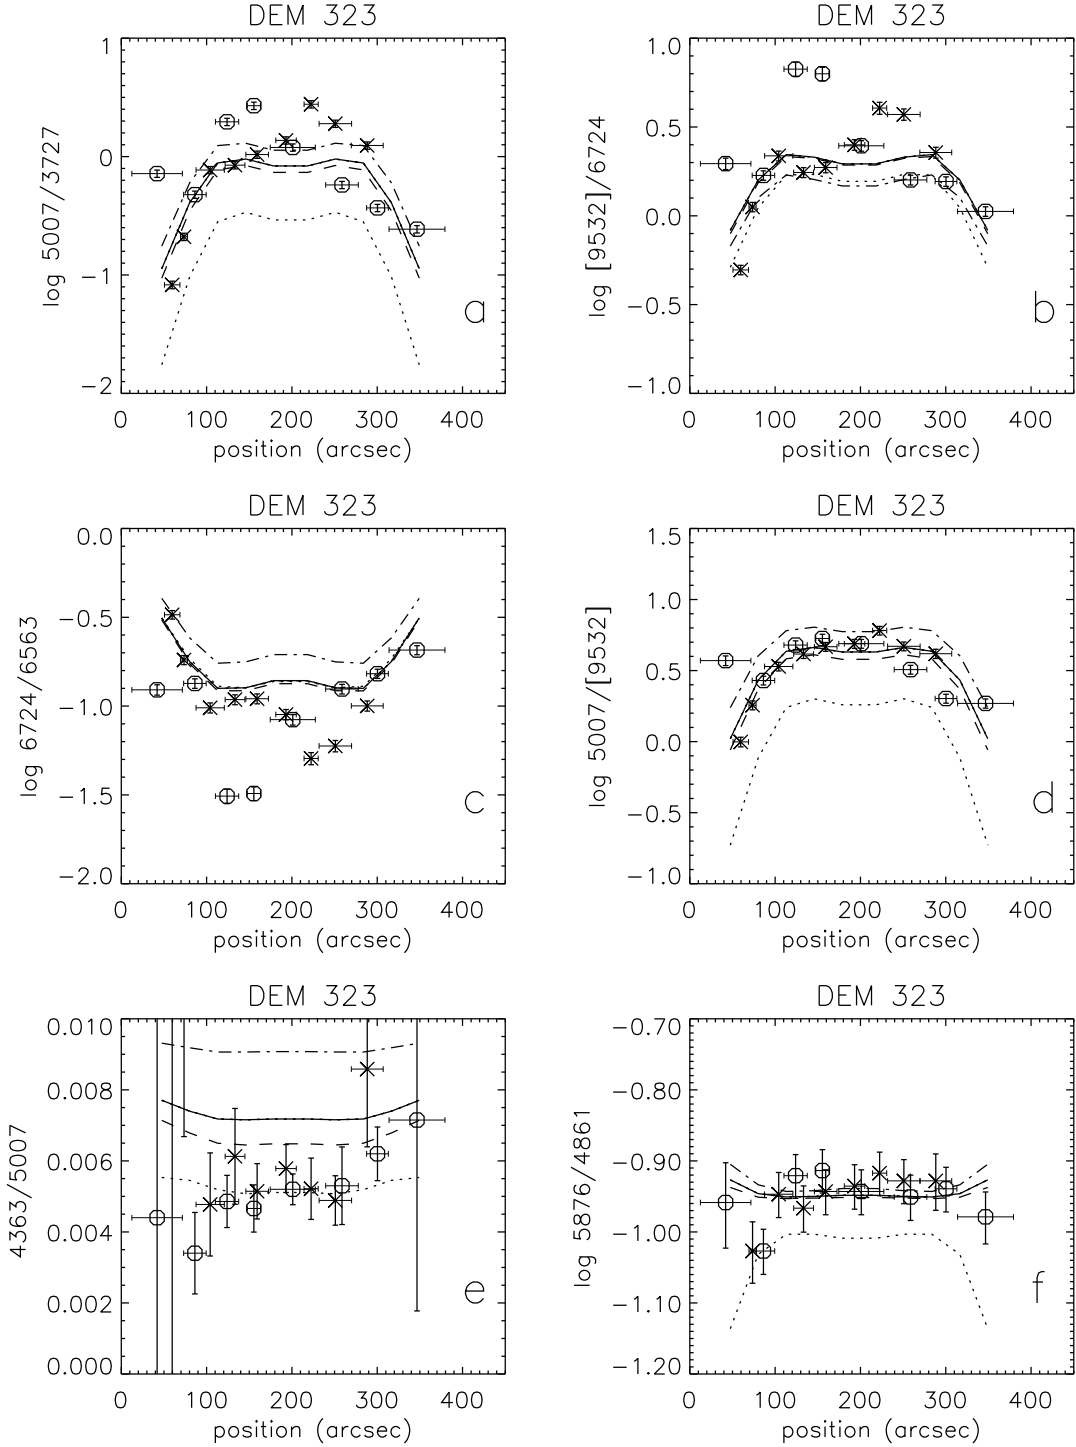 DEM 323
1
0
−1
−2
log 5007/3727
a
0 100 200 300 400
position (arcsec)
DEM 323
1.0
0.5
0.0
−0.5
−1.0
log [9532]/6724
b
0 100 200 300 400
position (arcsec)
DEM 323
0.0
−0.5
−1.0
−1.5
−2.0
log 6724/6563
c
0 100 200 300 400
position (arcsec)
DEM 323
1.5
1.0
0.5
0.0
−0.5
−1.0
log 5007/[9532]
d
0 100 200 300 400
position (arcsec)
DEM 323
0.010
0.008
0.006
0.004
0.002
0.000
4363/5007
e
0 100 200 300 400
position (arcsec)
DEM 323
−0.70
−0.80
−0.90
−1.00
−1.10
−1.20
log 5876/4861
f
0 100 200 300 400
position (arcsec)